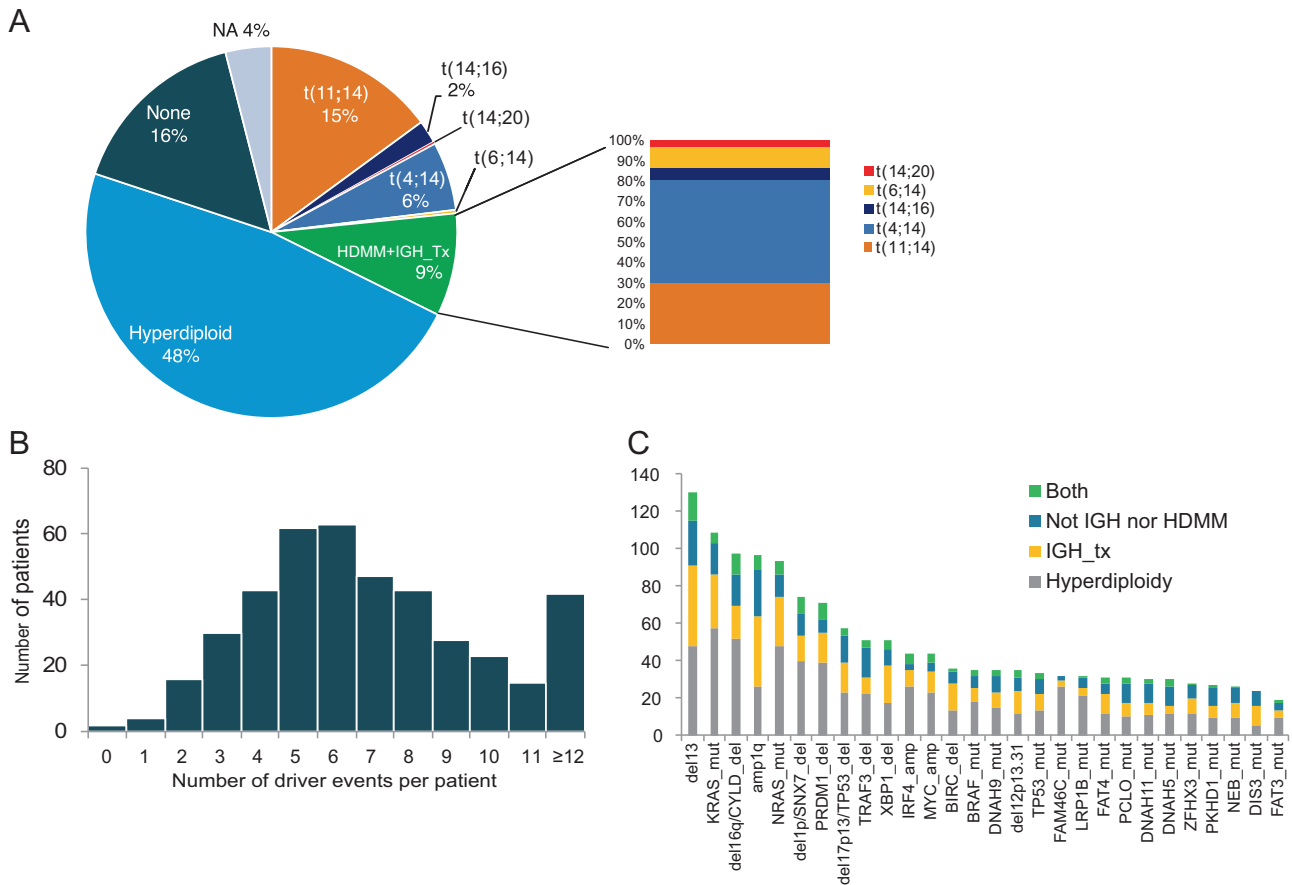 A
NA 4%
None
16%
t(11;14)
15%
t(14;16)
2%
t(14;20)
t(6;14)
t(4;14)
6%
HDMM+IGH_Tx
9%
Hyperdiploid
48%
100%
90%
80%
70%
60%
50%
40%
30%
20%
10%
0%
t(14;20)
t(6;14)
t(14;16)
t(4;14)
t(11;14)
B
Number of patients
80
60
40
20
0
0 1 2 3 4 5 6 7 8 9 10 11 ≥12
Number of driver events per patient
C
140
120
100
80
60
40
20
0
Both
Not IGH nor HDMM
IGH_tx
Hyperdiploidy
del13
KRAS_mut
del16q/CYLD_del
amp1q
NRAS_mut
del1p/SNX7_del
PRDM1_del
del17p13/TP53_del
TRAF3_del
XBP1_del
IRF4_amp
MYC_amp
BIRC_del
BRAF_mut
DNAH9_mut
del12p13.31
TP53_mut
FAM46C_mut
LRP1B_mut
FAT4_mut
PCLO_mut
DNAH11_mut
DNAH5_mut
ZFHX3_mut
PKHD1_mut
NEB_mut
DIS3_mut
FAT3_mut